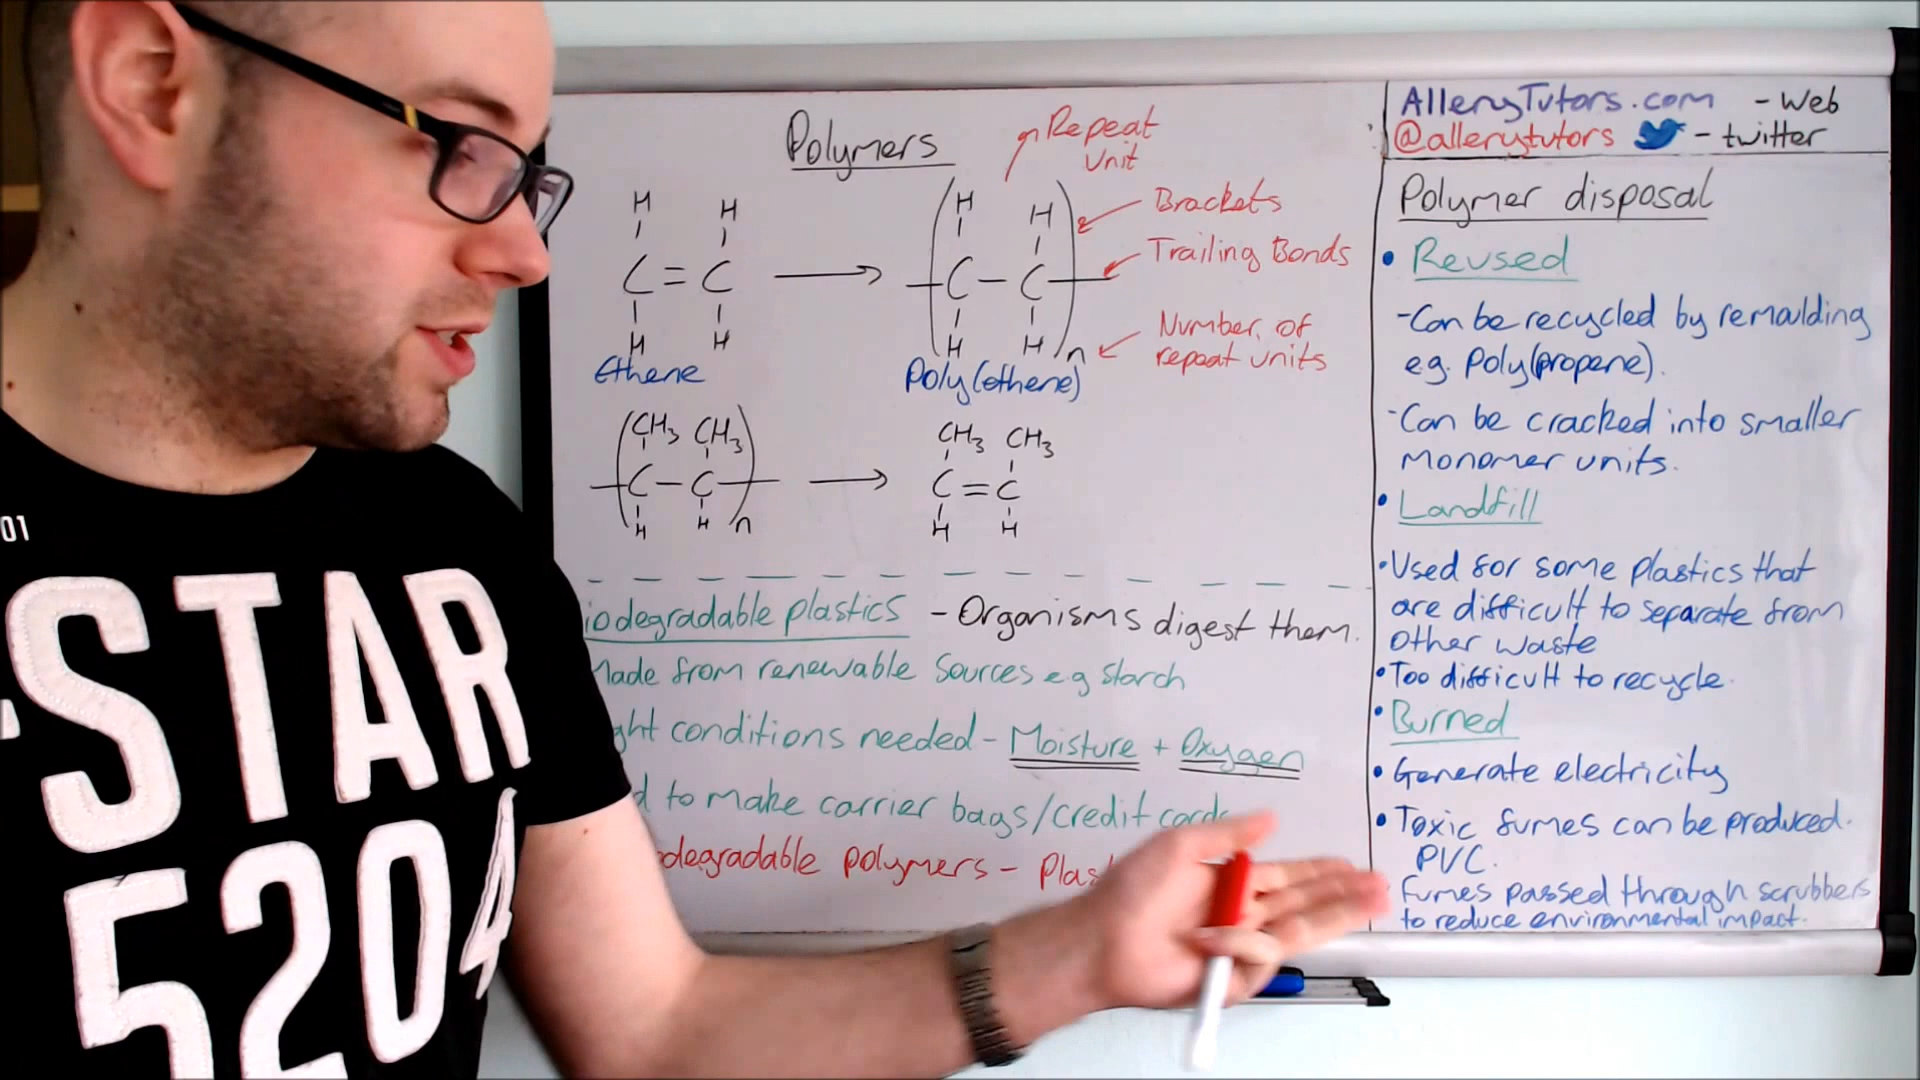 Polymers
Repeat
Unit
Brackets
Trailing Bonds
Number of
repeat units
H H
C = C
H H
Ethene
H H
C - C
H H n
Poly(ethene)
CH3 CH3
C - C
H H n
CH3 CH3
C = C
H H
iodegradable plastics - Organisms digest them.
Made from renewable Sources eg Starch
ght conditions needed - Moisture + Oxygen
d to make carrier bags/credit cards
odegradable polymers - Plas
AlleryTutors.com - Web
@allerytutors - twitter
Polymer disposal
• Reused
- Can be recycled by remoulding
e.g. Poly(propene).
- Can be cracked into smaller
monomer units.
• Landfill
• Used for some plastics that
are difficult to separate from
other waste
• Too difficult to recycle.
• Burned
• Generate electricity
• Toxic fumes can be produced.
PVC.
Fumes passed through scrubbers
to reduce environmental impact.
01
STAR
5204